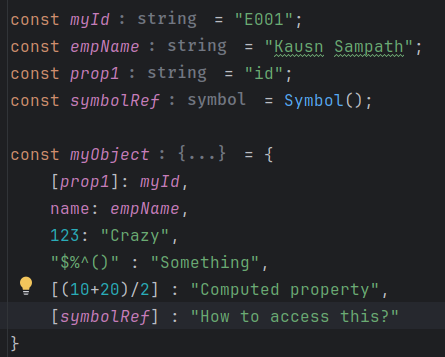 const myId : string = "E001";
const empName : string = "Kausn Sampath";
const prop1 : string = "id";
const symbolRef : symbol = Symbol();
const myObject : {...} = {
[prop1]: myId,
name: empName,
123: "Crazy",
"$%^()" : "Something",
[(10+20)/2] : "Computed property",
[symbolRef] : "How to access this?"
}